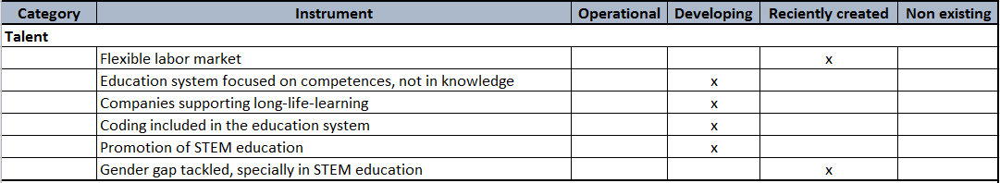 Category Instrument Operational Developing Reciently created Non existing
Talent
Flexible labor market x
Education system focused on competences, not in knowledge x
Companies supporting long-life-learning x
Coding included in the education system x
Promotion of STEM education x
Gender gap tackled, specially in STEM education x